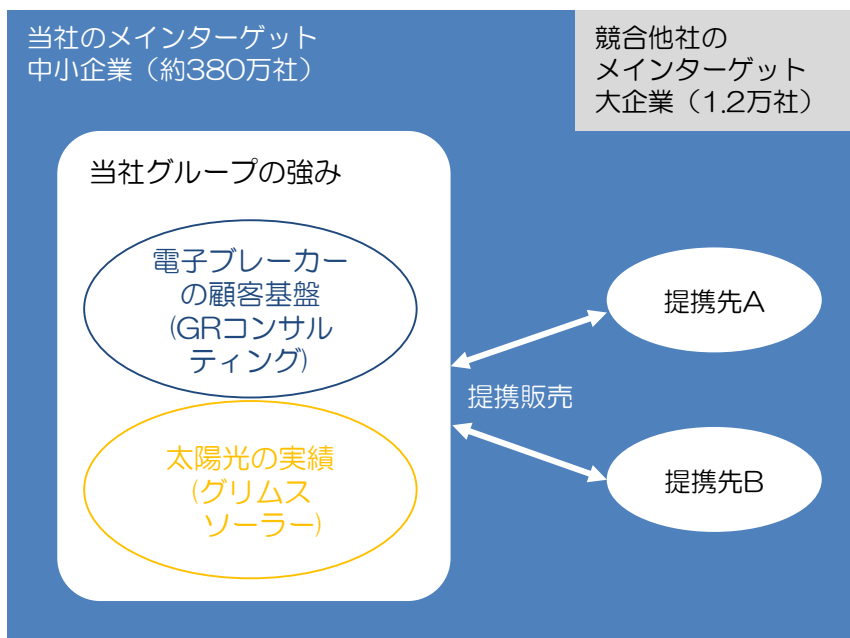 当社のメインターゲット
中小企業（約380万社）
競合他社の
メインターゲット
大企業（1.2万社）
当社グループの強み
電子ブレーカー
の顧客基盤
(GRコンサル
ティング)
太陽光の実績
(グリムス
ソーラー)
提携販売
提携先A
提携先B